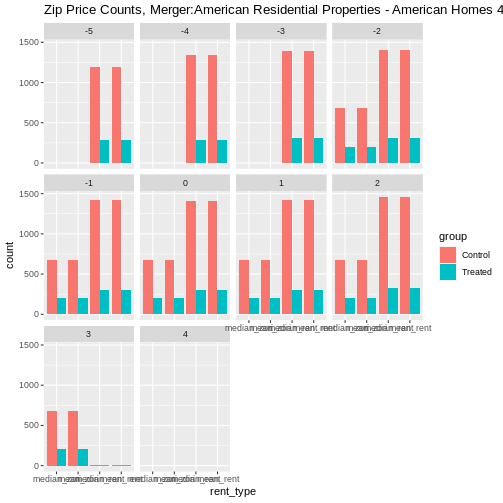 Zip Price Counts, Merger:American Residential Properties - American Homes 4
-5 -4 -3 -2
1500
1000
500
0
-1 0 1 2
1500
1000
500
0
3 4
1500
1000
500
0
count
rent_type
group
Control
Treated